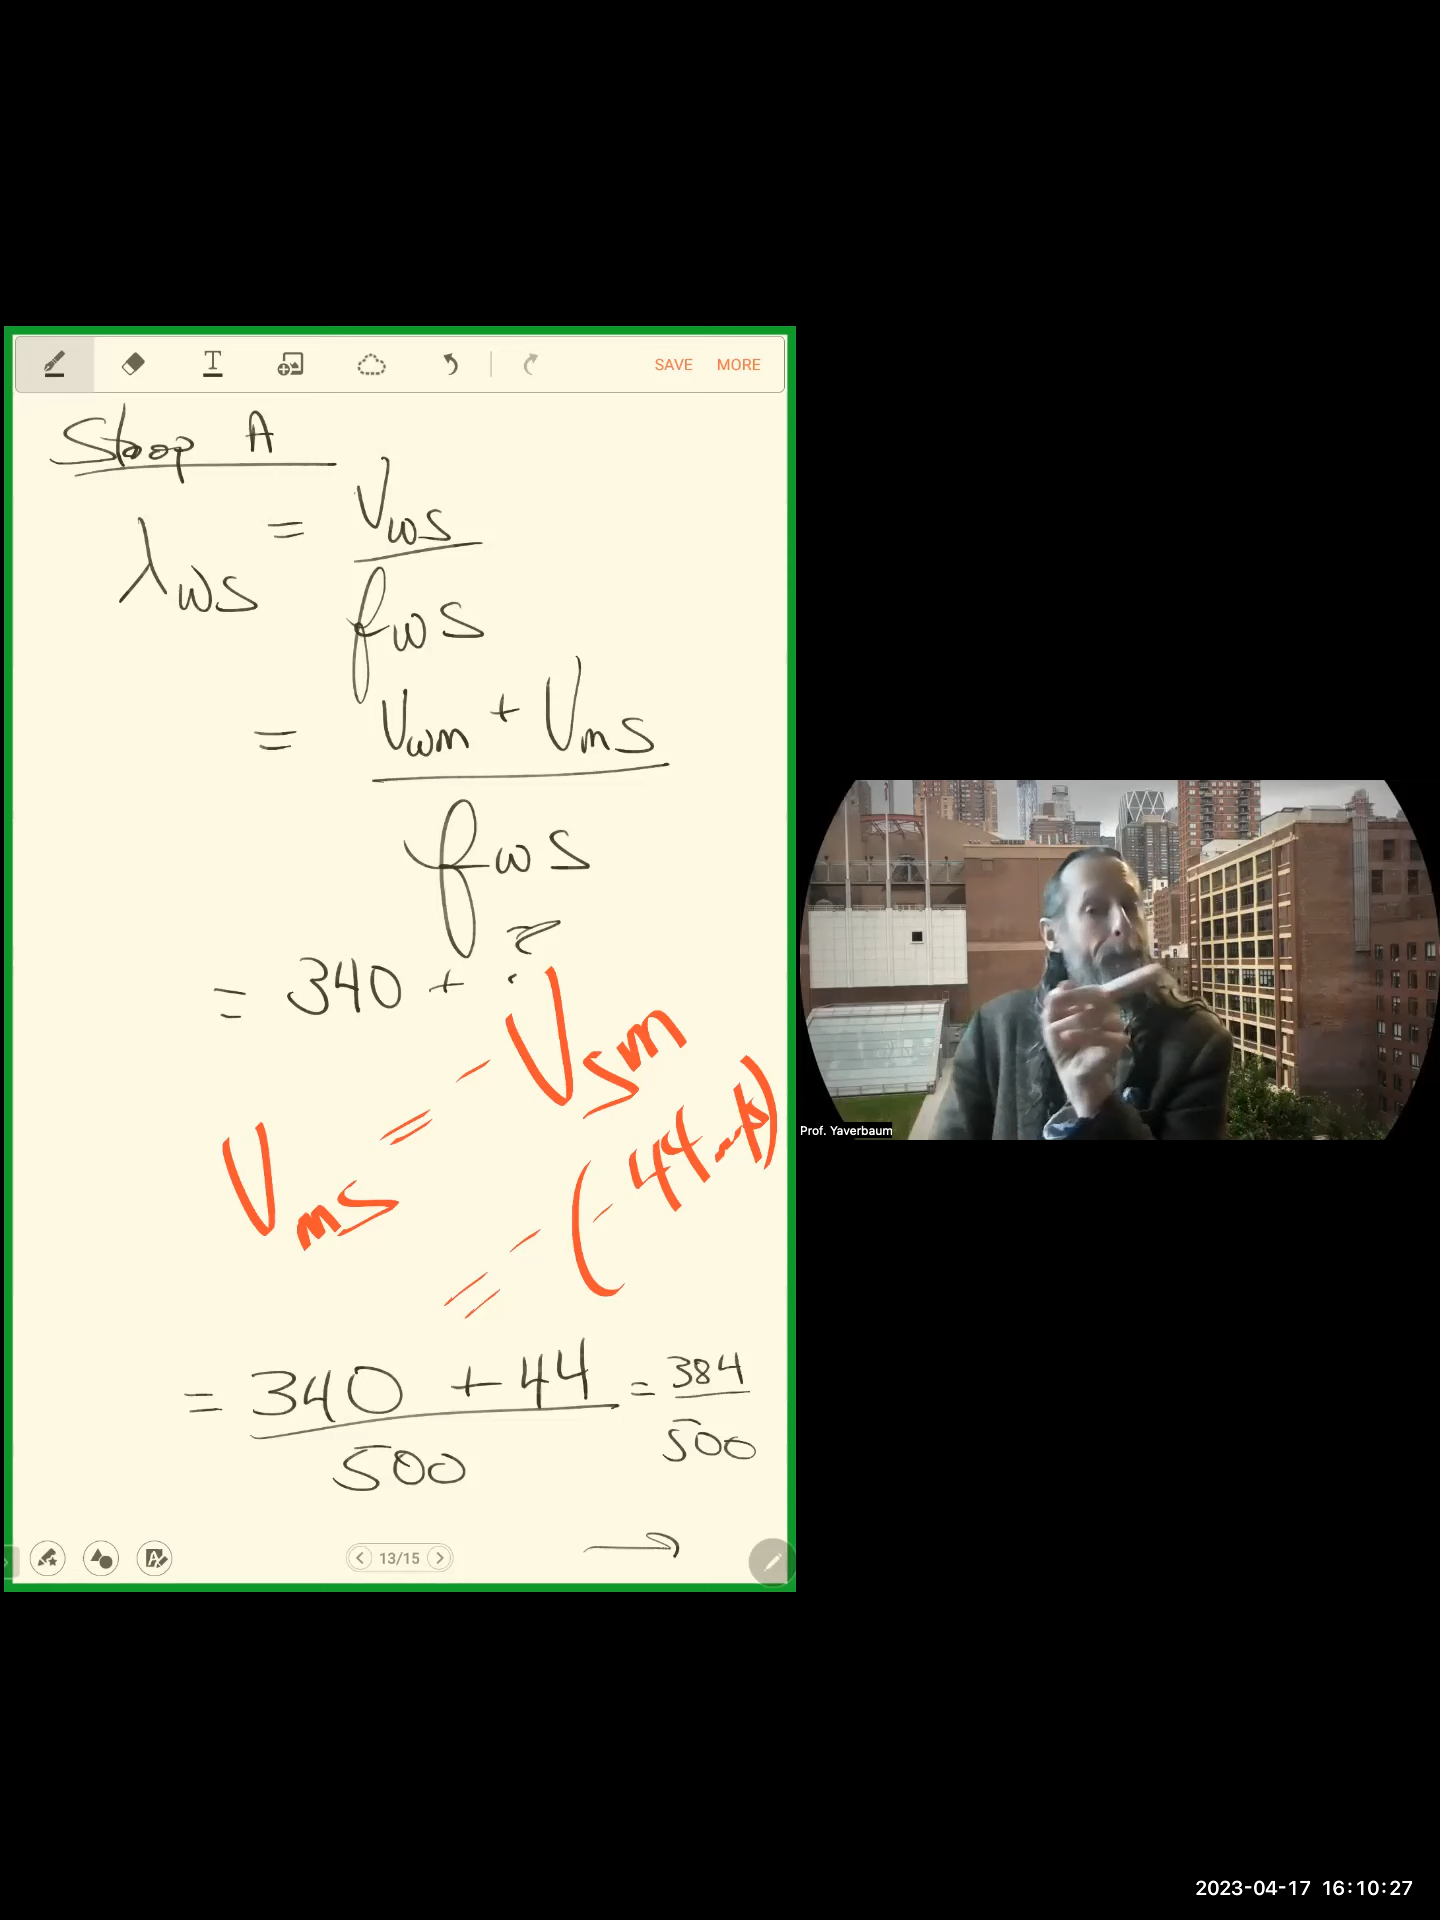 T
SAVE
MORE
Stoop A
λws = Vws
fws
= Vwm + Vms
fws
= 340 + ?
Vms = - Vsm
= - (-44 m/s)
= 340 + 44 = 384
500 500
13/15
Prof. Yaverbaum
2023-04-17 16:10:27